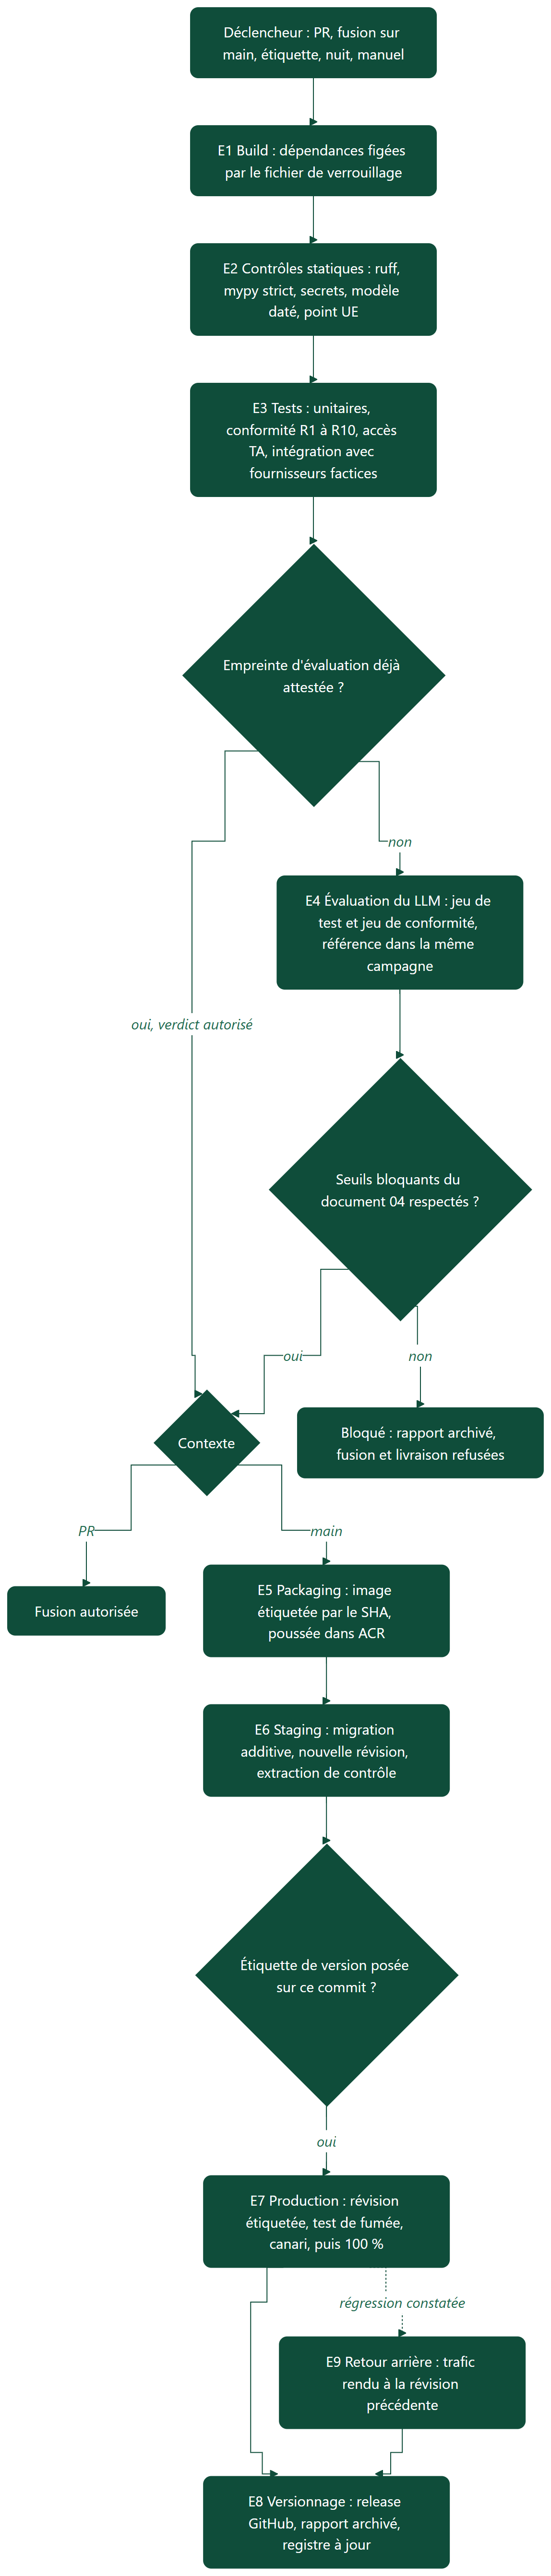 Déclencheur : PR, fusion sur
main, étiquette, nuit, manuel
E1 Build : dépendances figées
par le fichier de verrouillage
E2 Contrôles statiques : ruff,
mypy strict, secrets, modèle
daté, point UE
E3 Tests : unitaires,
conformité R1 à R10, accès
TA, intégration avec
fournisseurs factices
Empreinte d'évaluation déjà
attestée ?
non
E4 Évaluation du LLM : jeu de
test et jeu de conformité,
référence dans la même
campagne
oui, verdict autorisé
Seuils bloquants du
document 04 respectés ?
oui
non
Bloqué : rapport archivé,
fusion et livraison refusées
Contexte
PR
main
Fusion autorisée
E5 Packaging : image
étiquetée par le SHA,
poussée dans ACR
E6 Staging : migration
additive, nouvelle révision,
extraction de contrôle
Étiquette de version posée
sur ce commit ?
oui
E7 Production : révision
étiquetée, test de fumée,
canari, puis 100 %
régression constatée
E9 Retour arrière : trafic
rendu à la révision
précédente
E8 Versionnage : release
GitHub, rapport archivé,
registre à jour